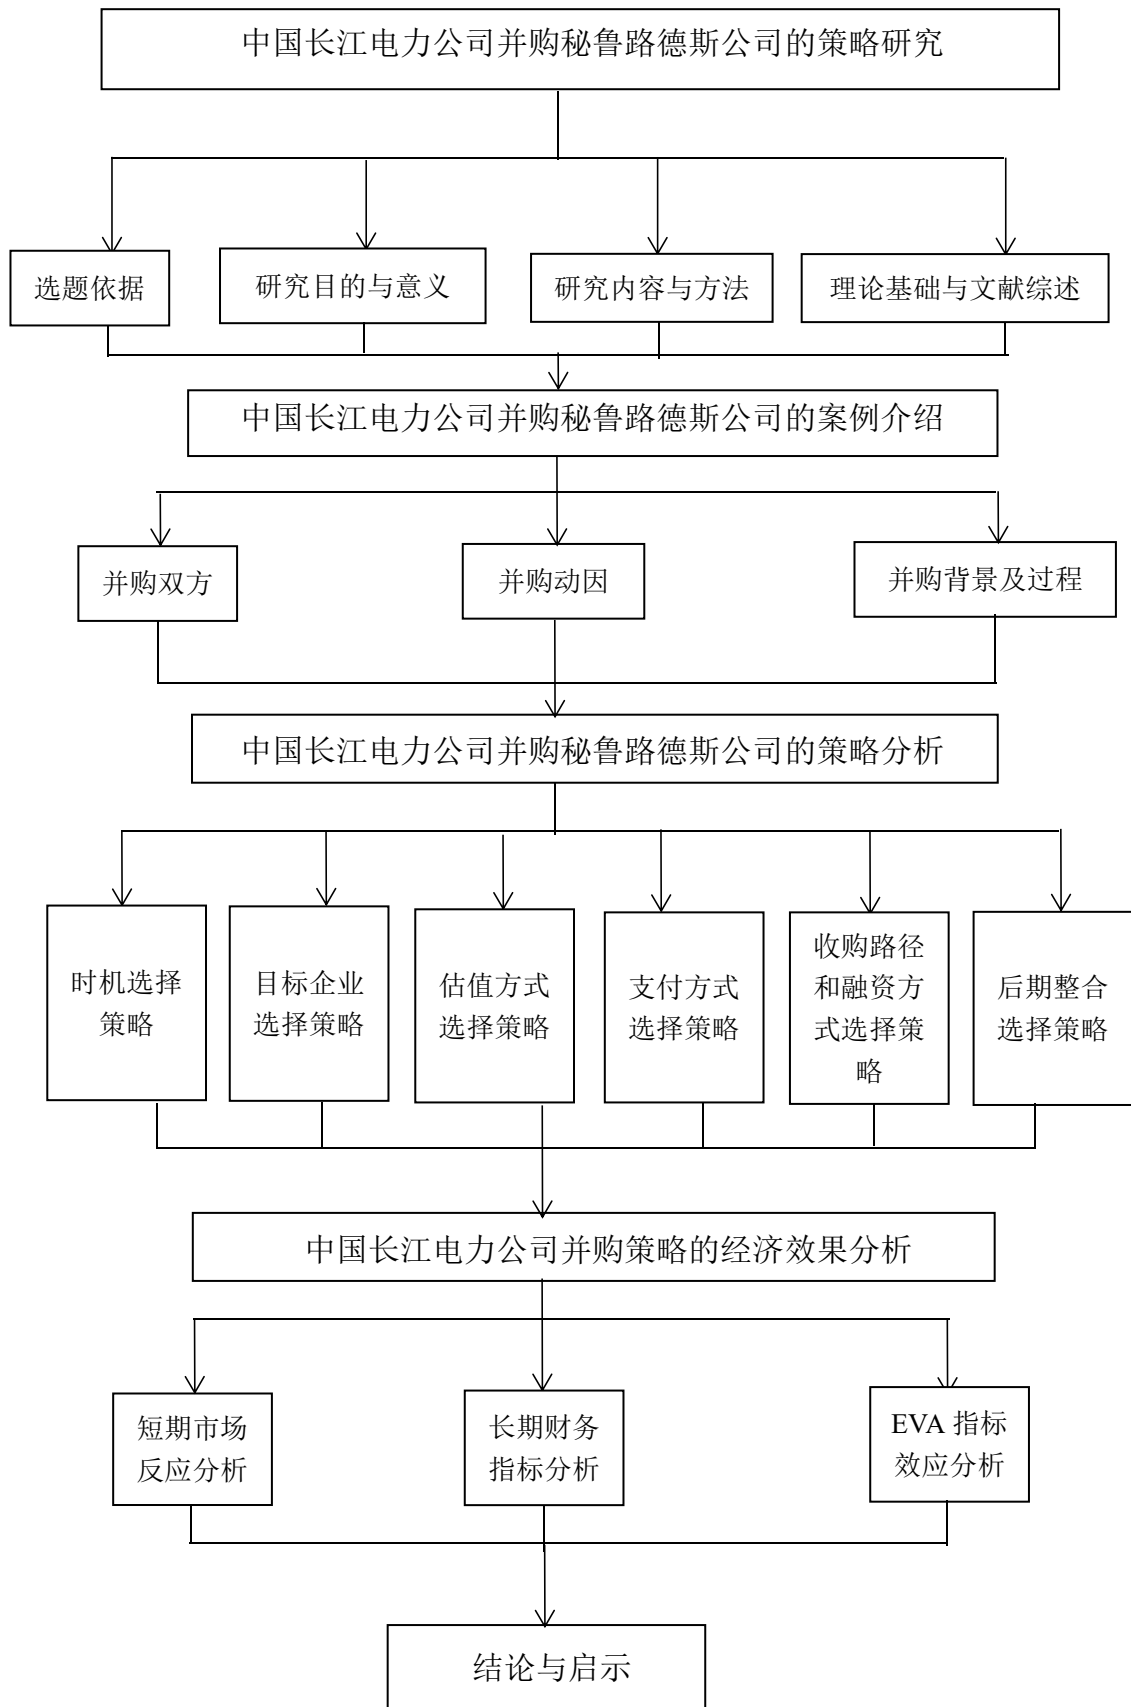 中国长江电力公司并购秘鲁路德斯公司的策略研究
选题依据
研究目的与意义
研究内容与方法
理论基础与文献综述
中国长江电力公司并购秘鲁路德斯公司的案例介绍
并购双方
并购动因
并购背景及过程
中国长江电力公司并购秘鲁路德斯公司的策略分析
时机选择
策略
目标企业
选择策略
估值方式
选择策略
支付方式
选择策略
收购路径
和融资方
式选择策
略
后期整合
选择策略
中国长江电力公司并购策略的经济效果分析
短期市场
反应分析
长期财务
指标分析
EVA 指标
效应分析
结论与启示